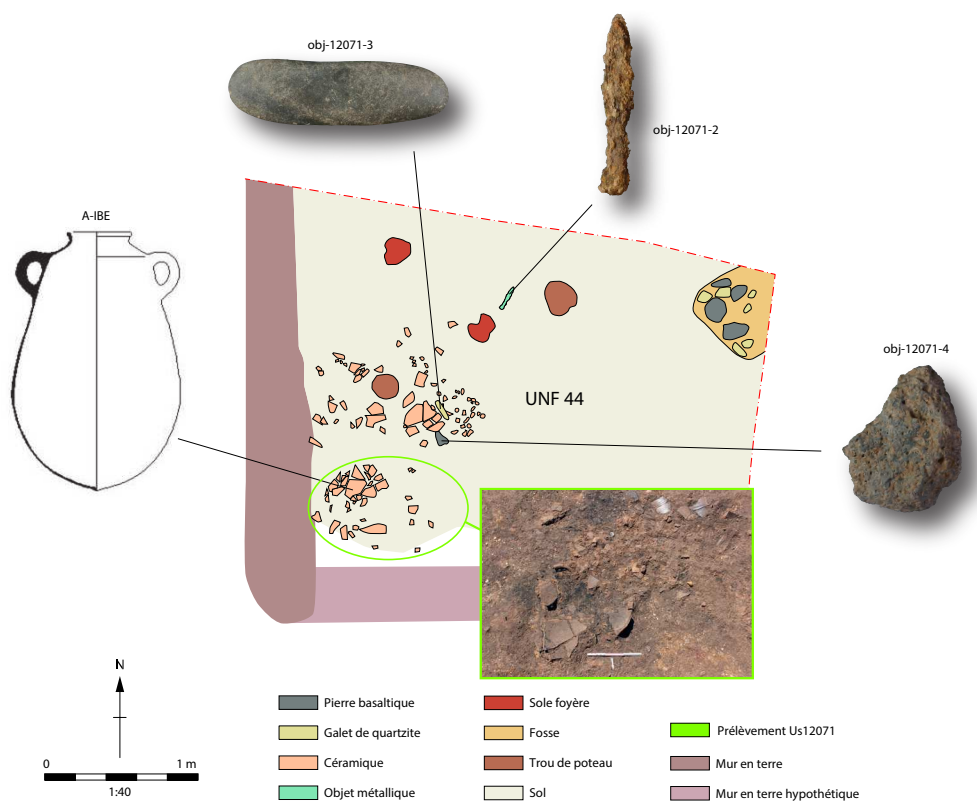 obj-12071-3
obj-12071-2
A-IBE
obj-12071-4
UNF 44
N
0 1 m
1:40
Pierre basaltique
Galet de quartzite
Céramique
Objet métallique
Sole foyère
Fosse
Trou de poteau
Sol
Prélèvement Us12071
Mur en terre
Mur en terre hypothétique